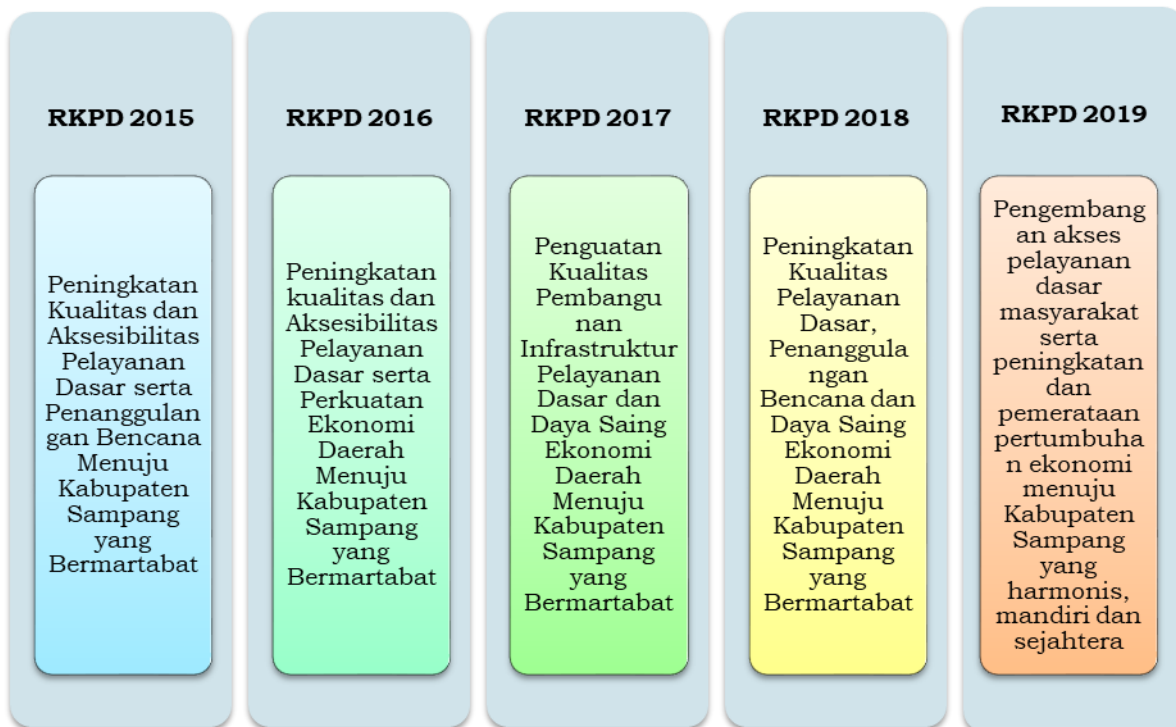 RKPD 2015
Peningkatan
Kualitas dan
Aksesibilitas
Pelayanan
Dasar serta
Penanggulan
gan Bencana
Menuju
Kabupaten
Sampang
yang
Bermartabat
RKPD 2016
Peningkatan
kualitas dan
Aksesibilitas
Pelayanan
Dasar serta
Perkuatan
Ekonomi
Daerah
Menuju
Kabupaten
Sampang
yang
Bermartabat
RKPD 2017
Penguatan
Kualitas
Pembangu
nan
Infrastruktur
Pelayanan
Dasar dan
Daya Saing
Ekonomi
Daerah
Menuju
Kabupaten
Sampang
yang
Bermartabat
RKPD 2018
Peningkatan
Kualitas
Pelayanan
Dasar,
Penanggula
ngan
Bencana dan
Daya Saing
Ekonomi
Daerah
Menuju
Kabupaten
Sampang
yang
Bermartabat
RKPD 2019
Pengembang
an akses
pelayanan
dasar
masyarakat
serta
peningkatan
dan
pemerataan
pertumbuha
n ekonomi
menuju
Kabupaten
Sampang
yang
harmonis,
mandiri dan
sejahtera